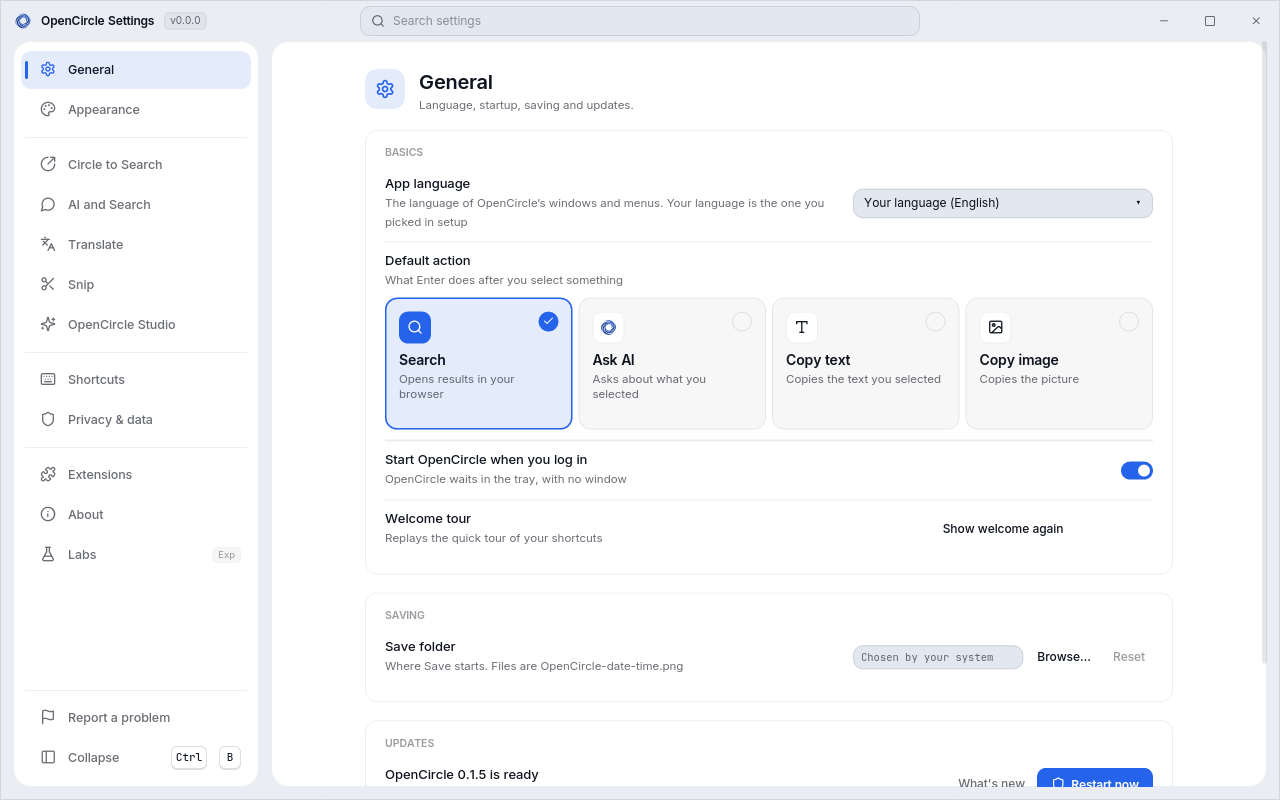 OpenCircle Settings v0.0.0
Search settings
General
Appearance
Circle to Search
AI and Search
Translate
Snip
OpenCircle Studio
Shortcuts
Privacy & data
Extensions
About
Labs Exp
Report a problem
Collapse Ctrl B
General
Language, startup, saving and updates.
BASICS
App language
The language of OpenCircle's windows and menus. Your language is the one you
picked in setup
Your language (English)
Default action
What Enter does after you select something
Search
Opens results in your
browser
Ask AI
Asks about what you
selected
Copy text
Copies the text you selected
Copy image
Copies the picture
Start OpenCircle when you log in
OpenCircle waits in the tray, with no window
Welcome tour
Replays the quick tour of your shortcuts
Show welcome again
SAVING
Save folder
Where Save starts. Files are OpenCircle-date-time.png
Chosen by your system Browse... Reset
UPDATES
OpenCircle 0.1.5 is ready
What's new Restart now